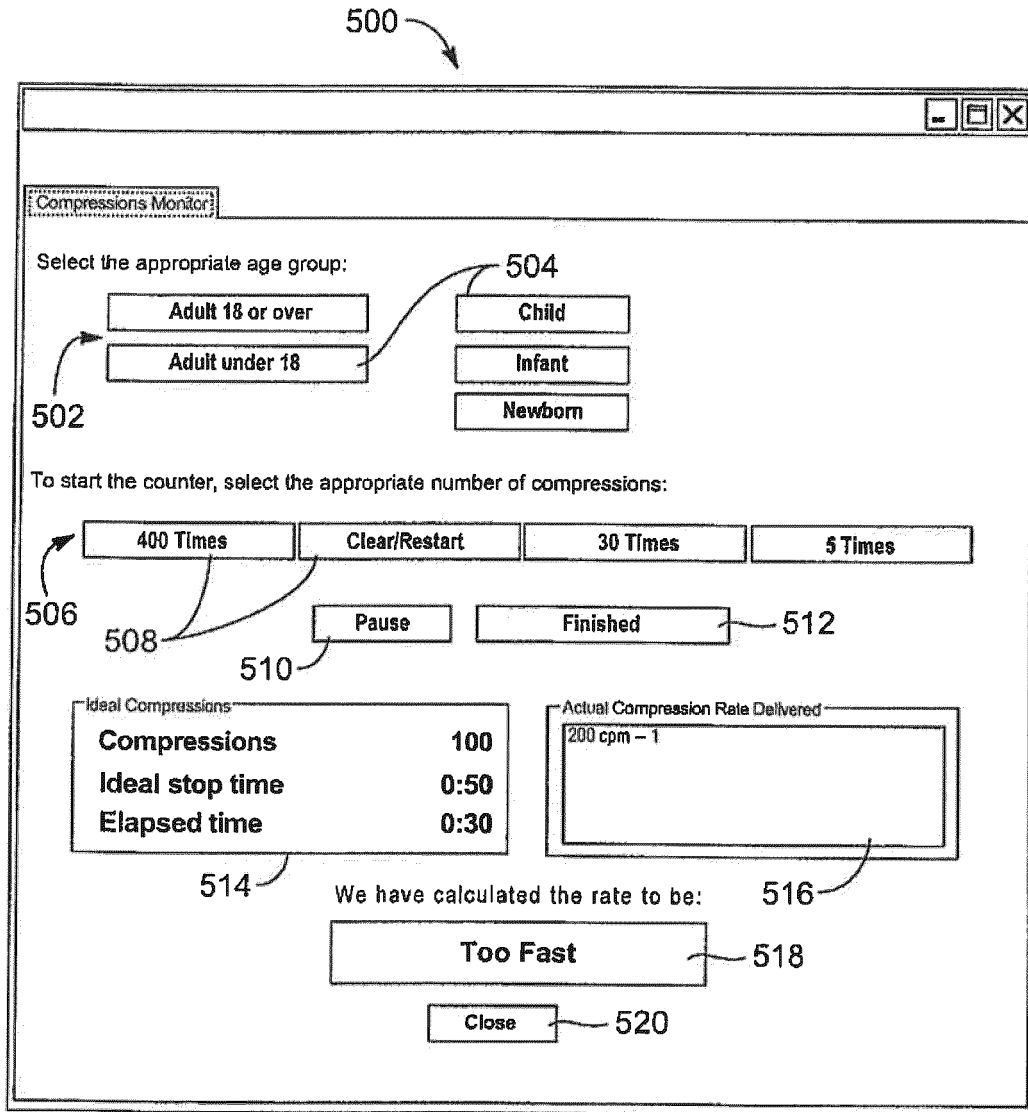 500
Compressions Monitor
Select the appropriate age group:
504
Adult 18 or over
Child
Adult under 18
Infant
502
Newborn
To start the counter, select the appropriate number of compressions:
400 Times
Clear/Restart
30 Times
5 Times
506
508
Pause
Finished
512
510
Ideal Compressions
Actual Compression Rate Delivered
Compressions 100
200 cpm – 1
Ideal stop time 0:50
Elapsed time 0:30
514
516
We have calculated the rate to be:
Too Fast
518
Close
520